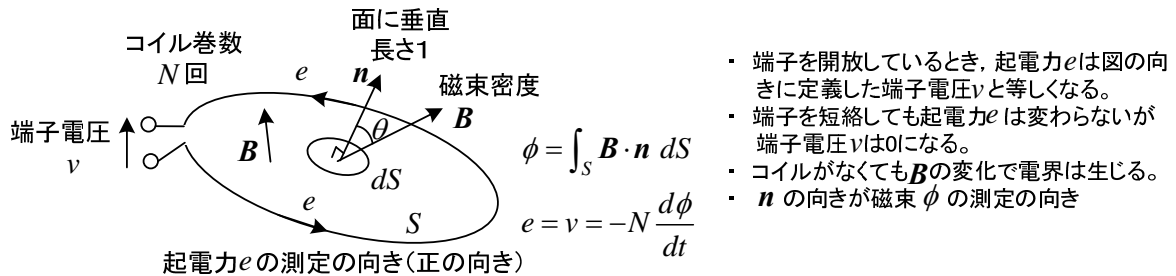 面に垂直
長さ1
コイル巻数
N回
e
n
磁束密度
B
θ
端子電圧
v
B
dS
e
S
ϕ = ∫_S B・n dS
e = v = −N dϕ/dt
起電力eの測定の向き(正の向き)
・ 端子を開放しているとき, 起電力eは図の向
きに定義した端子電圧vと等しくなる。
・ 端子を短絡しても起電力eは変わらないが
端子電圧vは0になる。
・ コイルがなくてもBの変化で電界は生じる。
・ n の向きが磁束 ϕ の測定の向き